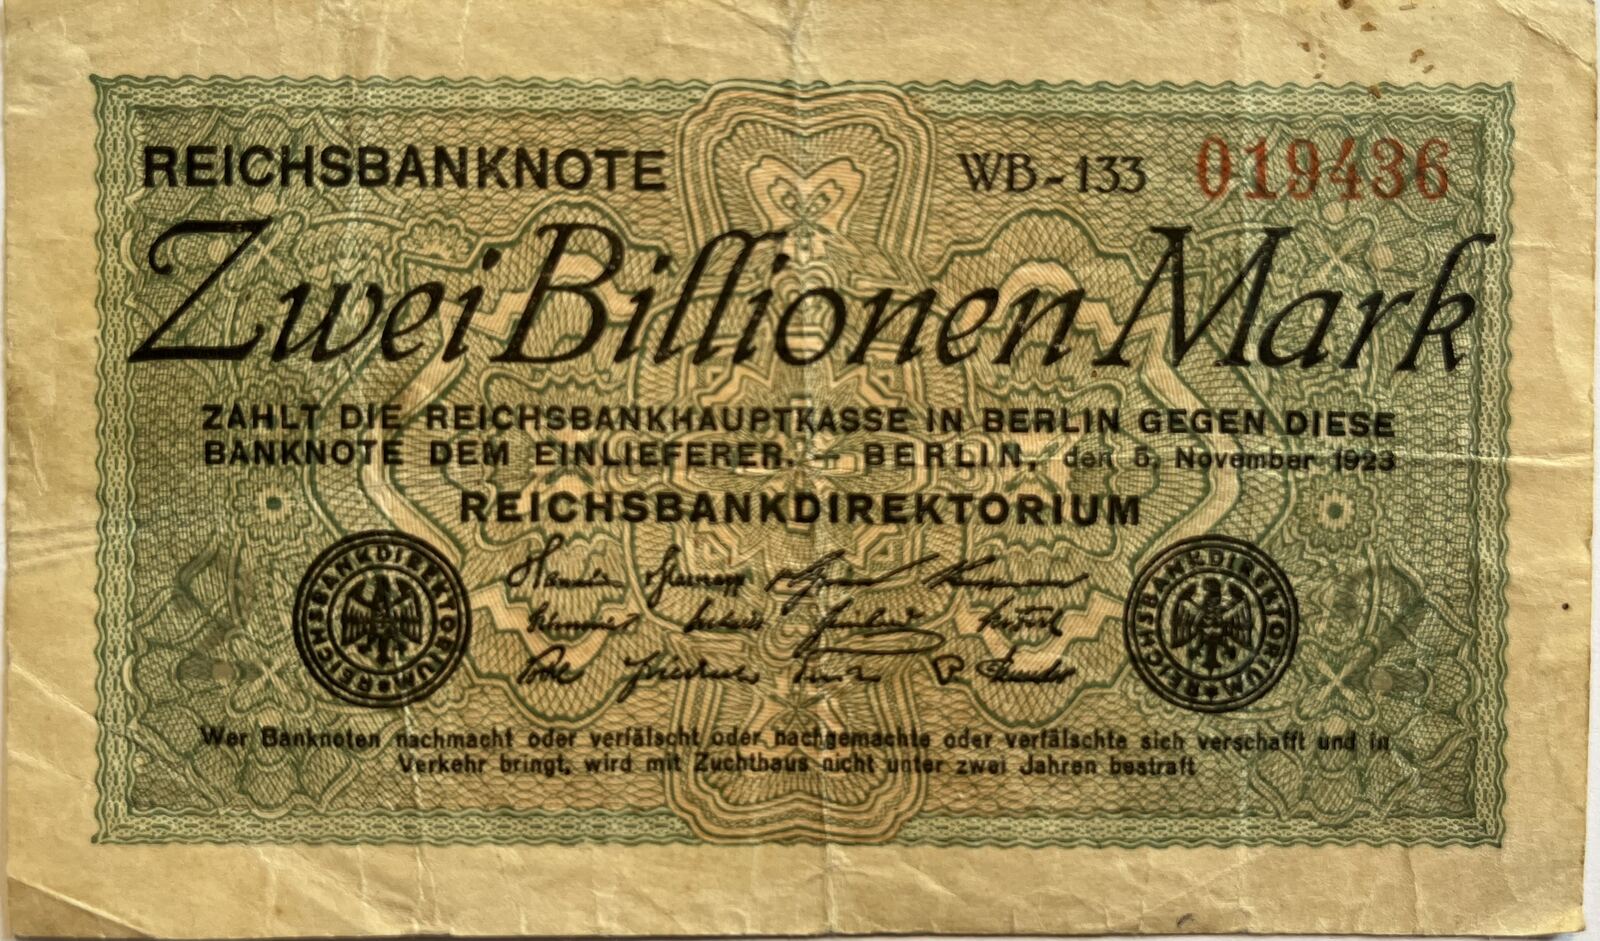 REICHSBANKNOTE WB-133 019436
Zwei Billionen Mark
ZAHLT DIE REICHSBANKHAUPTKASSE IN BERLIN GEGEN DIESE
BANKNOTE DEM EINLIEFERER. – BERLIN, den 5. November 1923
REICHSBANKDIREKTORIUM
REICHSBANKDIREKTORIUM
REICHSBANKDIREKTORIUM
Wer Banknoten nachmacht oder verfälscht oder nachgemachte oder verfälschte sich verschafft und in
Verkehr bringt, wird mit Zuchthaus nicht unter zwei Jahren bestraft